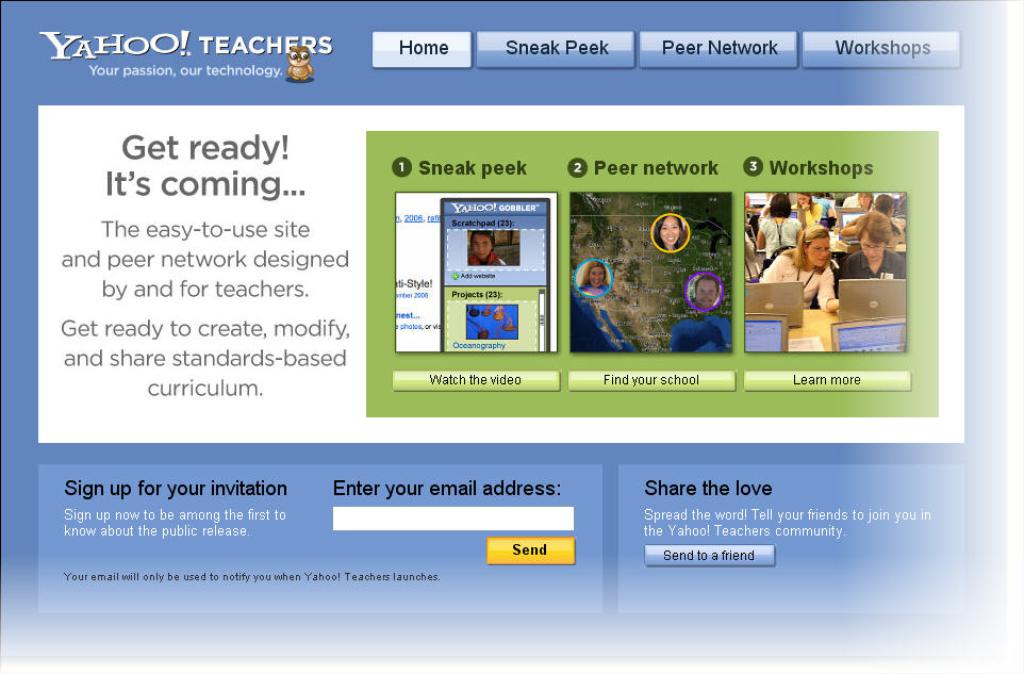 YAHOO! TEACHERS
Your passion, our technology.
Home
Sneak Peek
Peer Network
Workshops
Get ready!
It's coming...
The easy-to-use site
and peer network designed
by and for teachers.
Get ready to create, modify,
and share standards-based
curriculum.
1 Sneak peek
2 Peer network
3 Workshops
YAHOO! GOBBLER™
Scratchpad (23):
Add website
Projects (23):
Oceanography
2006,
ti-Style!
2006
nest...
photos, or
Watch the video
Find your school
Learn more
Sign up for your invitation
Sign up now to be among the first to
know about the public release.
Enter your email address:
Send
Your email will only be used to notify you when Yahoo! Teachers launches.
Share the love
Spread the word! Tell your friends to join you in
the Yahoo! Teachers community.
Send to a friend